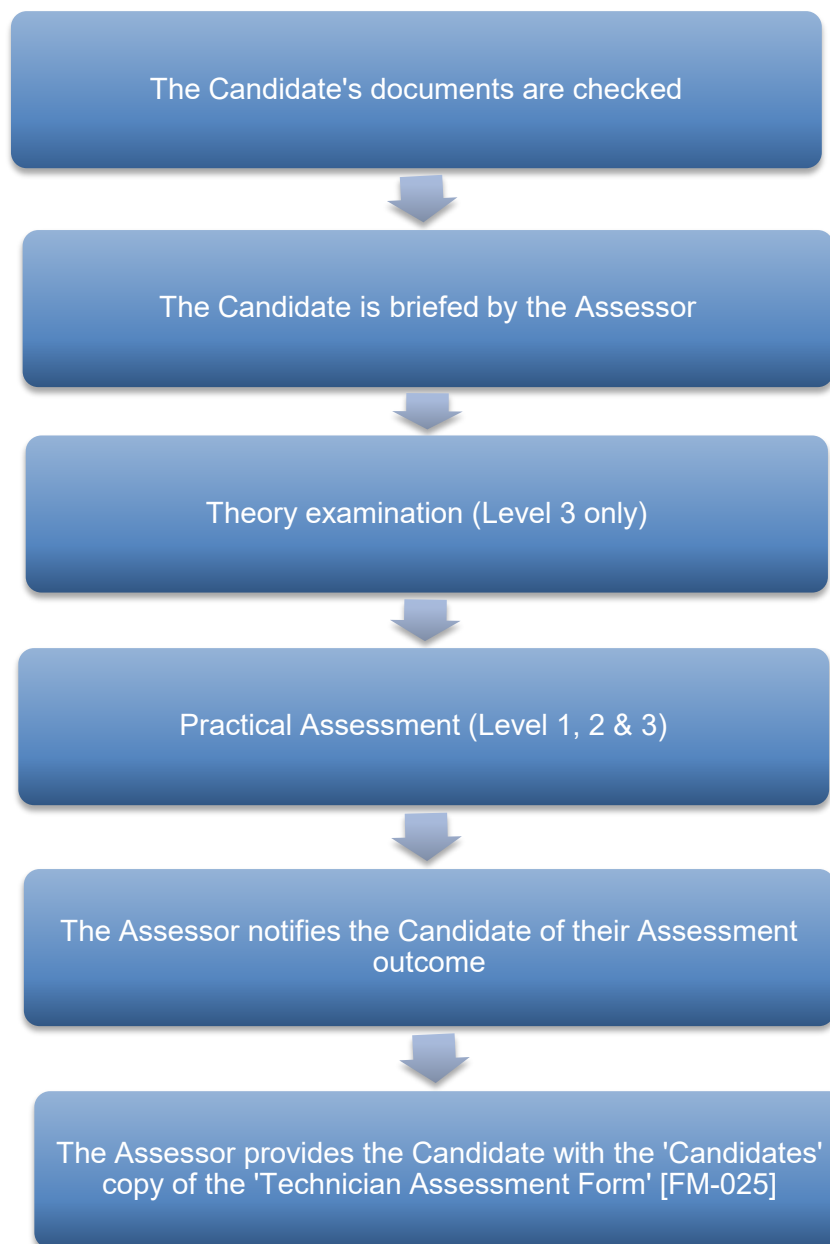 The Candidate's documents are checked
The Candidate is briefed by the Assessor
Theory examination (Level 3 only)
Practical Assessment (Level 1, 2 & 3)
The Assessor notifies the Candidate of their Assessment
outcome
The Assessor provides the Candidate with the 'Candidates'
copy of the 'Technician Assessment Form' [FM-025]